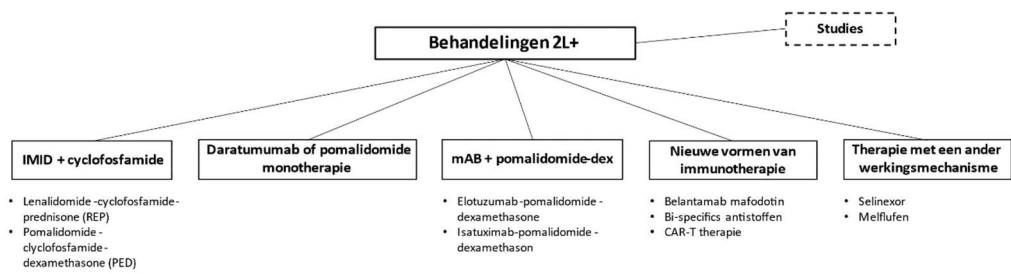 Behandelingen 2L+
Studies
IMID + cyclofosfamide
• Lenalidomide -cyclofosfamide-
prednisone (REP)
• Pomalidomide -
clyclofosfamide -
dexamethasone (PED)
Daratumumab of pomalidomide
monotherapie
mAB + pomalidomide-dex
• Elotuzumab-pomalidomide -
dexamethasone
• Isatuximab-pomalidomide -
dexamethason
Nieuwe vormen van
immunotherapie
• Belantamab mafodotin
• Bi-specifics antistoffen
• CAR-T therapie
Therapie met een ander
werkingsmechanisme
• Selinexor
• Melflufen